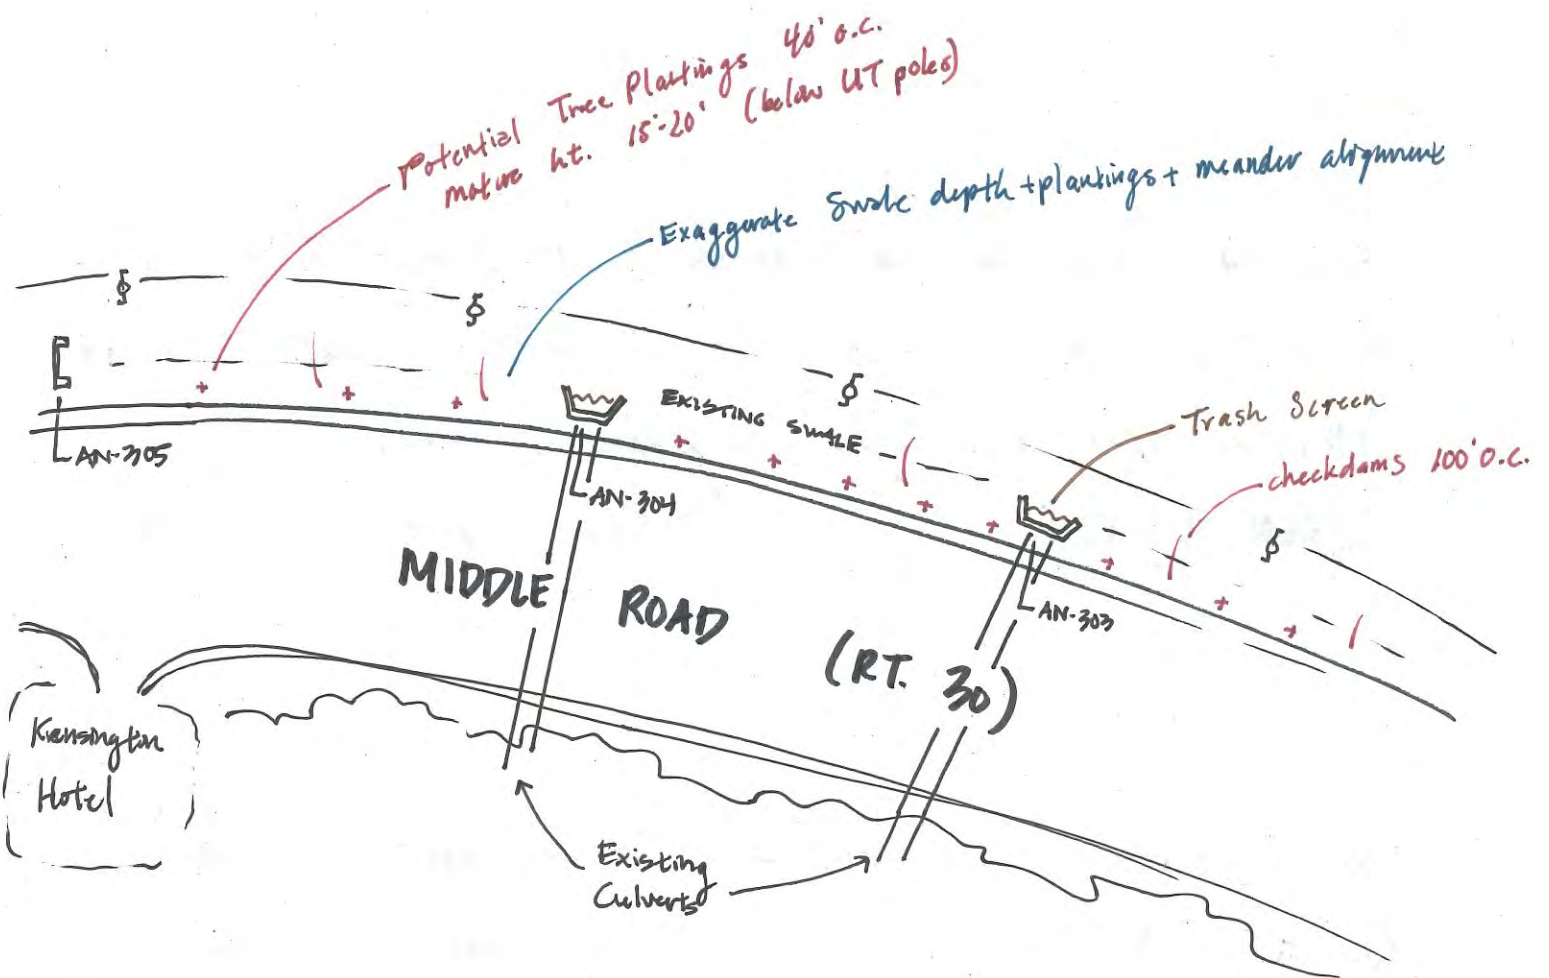 Potential Tree Plantings 40' o.c.
mature ht. 15'-20' (below UT poles)
Exaggerate Swale depth + plantings + meander alignment
EXISTING SWALE
Trash Screen
checkdams 100' o.c.
AN-305
AN-304
AN-303
MIDDLE ROAD (RT. 30)
Kensington
Hotel
Existing
Culverts